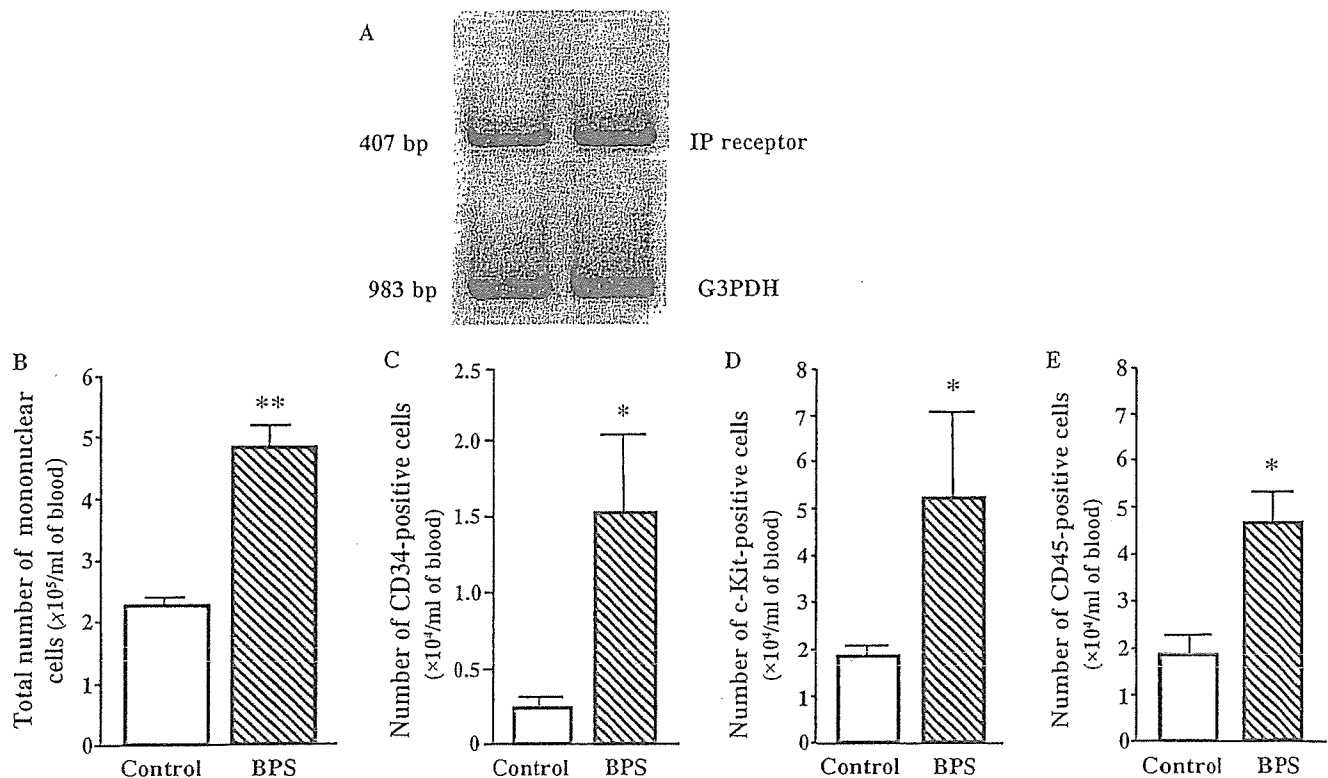 A
407 bp
IP receptor
983 bp
G3PDH
B
Total number of mononuclear
cells (x10⁵/ml of blood)
6
5
4
3
2
1
0
**
Control
BPS
C
Number of CD34-positive cells
(×10⁴/ml of blood)
2.5
2.0
1.5
1.0
0.5
0
*
Control
BPS
D
Number of c-Kit-positive cells
(×10⁴/ml of blood)
8
7
6
5
4
3
2
1
0
*
Control
BPS
E
Number of CD45-positive cells
(×10⁴/ml of blood)
8
7
6
5
4
3
2
1
0
*
Control
BPS